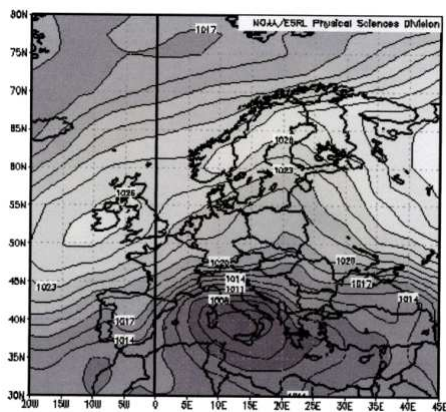 80N
NOAA/ESRL Physical Sciences Division
1017
75N
70N
65N
1026
60N
1023
1026
55N
50N
1020
1020
1023
1014
1017
45N
1011
1008
1014
40N
1017
1014
35N
30N
20W 15W 10W 5W 0 5E 10E 15E 20E 25E 30E 35E 40E 45E